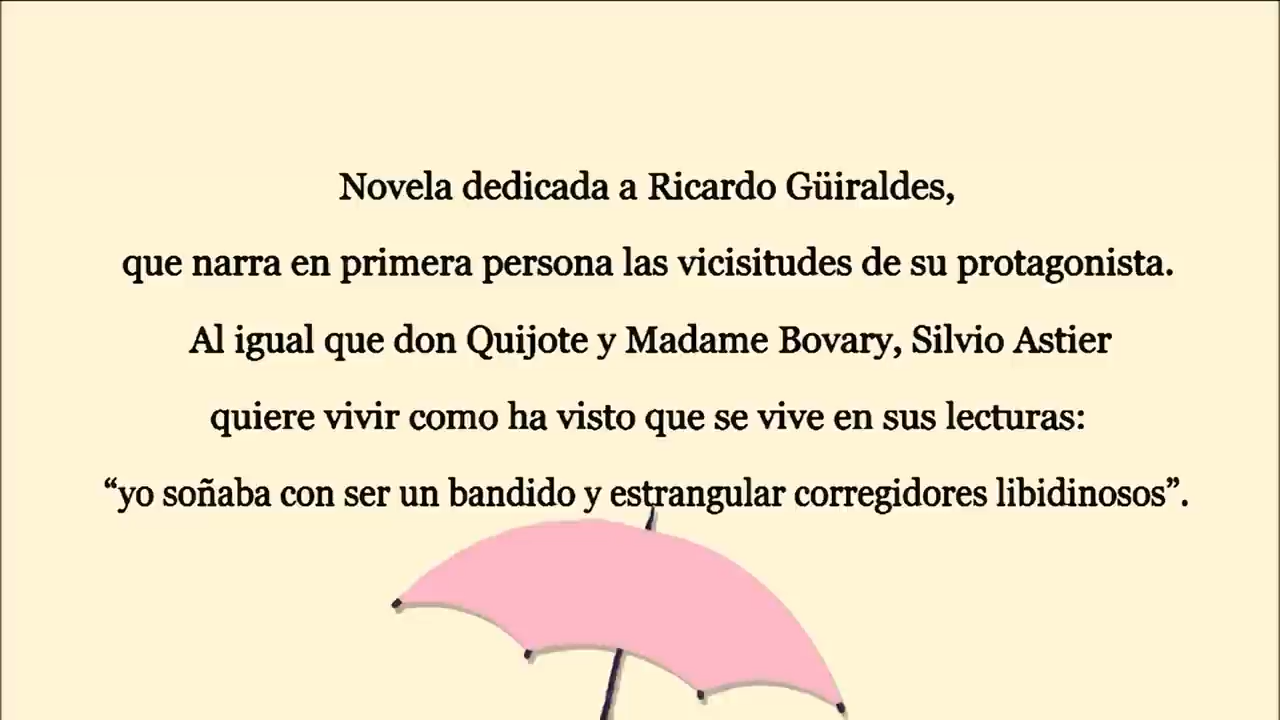 Novela dedicada a Ricardo Güiraldes,
que narra en primera persona las vicisitudes de su protagonista.
Al igual que don Quijote y Madame Bovary, Silvio Astier
quiere vivir como ha visto que se vive en sus lecturas:
“yo soñaba con ser un bandido y estrangular corregidores libidinosos”.